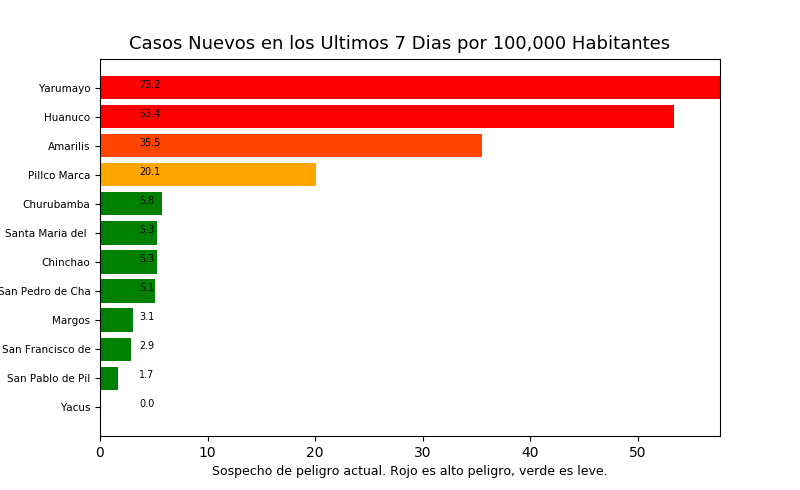 Casos Nuevos en los Ultimos 7 Dias por 100,000 Habitantes
Yarumayo 73.2
Huanuco 53.4
Amarilis 35.5
Pillco Marca 20.1
Churubamba 5.8
Santa Maria del 5.3
Chinchao 5.3
San Pedro de Cha 5.1
Margos 3.1
San Francisco de 2.9
San Pablo de Pil 1.7
Yacus 0.0
0 10 20 30 40 50
Sospecho de peligro actual. Rojo es alto peligro, verde es leve.